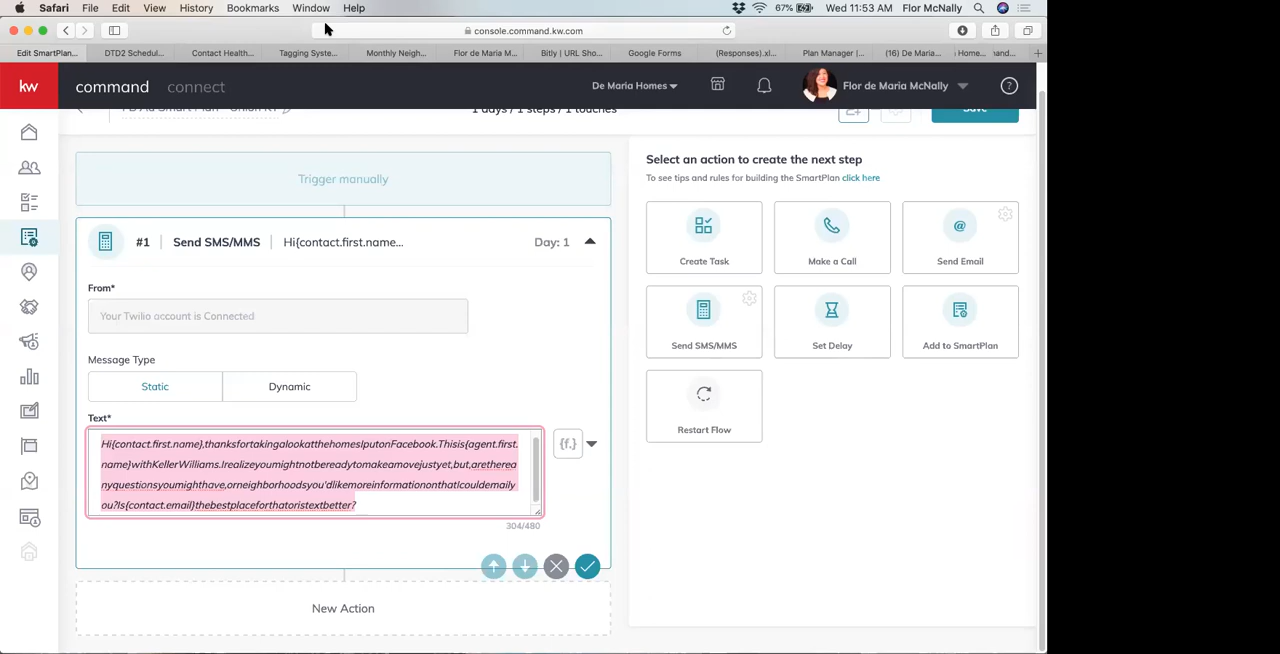 Safari File Edit View History Bookmarks Window Help 67% Wed 11:53 AM Flor McNally
console.command.kw.com
Edit SmartPlan... DTD2 Schedul... Contact Health... Tagging Syste... Monthly Neigh... Flor de Maria M... Bitly | URL Sho... Google Forms (Responses).xl... Plan Manager |... (16) De Maria... Home...
kw command connect De Maria Homes Flor de Maria McNally ?
1 days / 1 steps / 1 touches
Trigger manually
#1 Send SMS/MMS Hi{contact.first.name... Day: 1
From*
Your Twilio account is Connected
Message Type
Static Dynamic
Text*
Hi{contact.first.name},thanksfortakingalookatthehomesIputonFacebook.Thisis{agent.first.
name}withKellerWilliams.Irealizeyoumightnotbereadytomakeamovejustyet,but,aretherea
nyquestionsyoumighthave,orneighborhoodsyou'dlikemoreinformationonthatIcouldemaily
ou?Is{contact.email}thebestplaceforthatoristextbetter?
{f.}
304/480
New Action
Select an action to create the next step
To see tips and rules for building the SmartPlan click here
Create Task Make a Call Send Email
Send SMS/MMS Set Delay Add to SmartPlan
Restart Flow